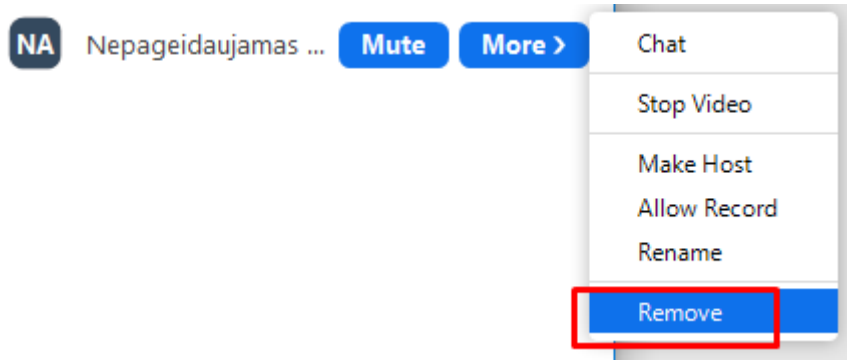 NA Nepageidaujamas ... Mute More >
Chat
Stop Video
Make Host
Allow Record
Rename
Remove